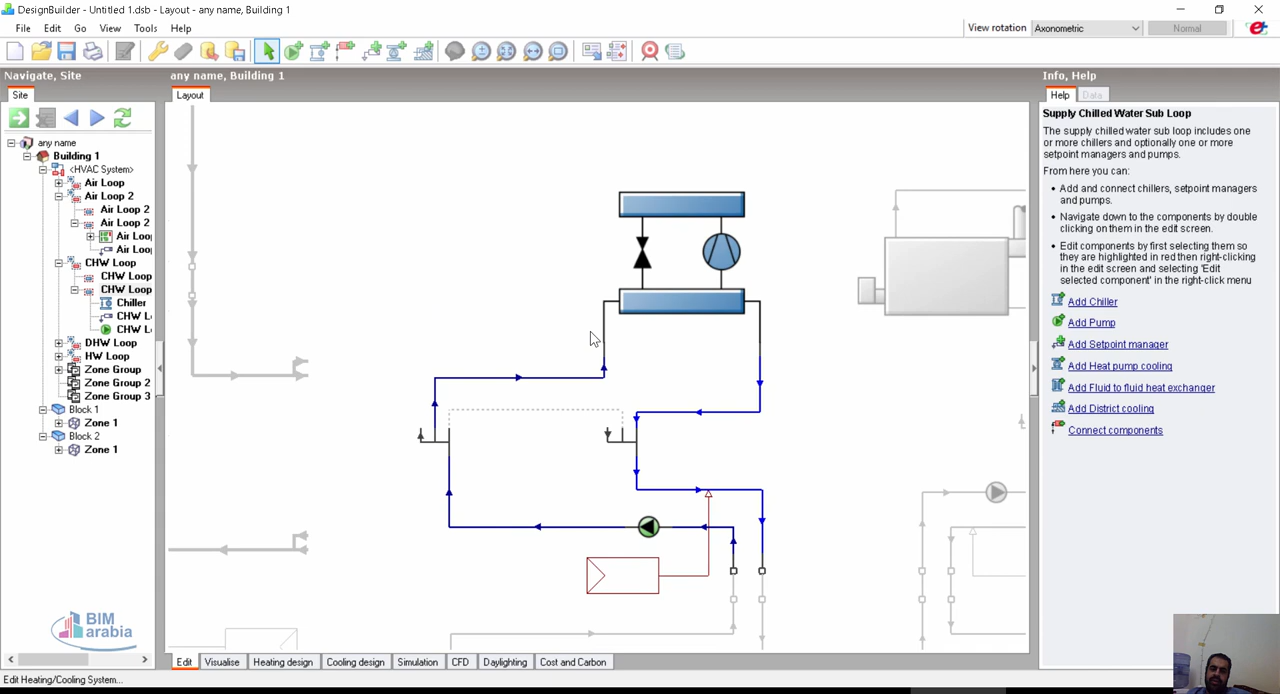 DesignBuilder - Untitled 1.dsb - Layout - any name, Building 1
File Edit Go View Tools Help
View rotation Axonometric Normal
Navigate, Site
Site
any name
Building 1
<HVAC System>
Air Loop
Air Loop 2
Air Loop 2
Air Loop 2
Air Loo
Air Loo
CHW Loop
CHW Loop
CHW Loop
Chiller
CHW L
CHW L
DHW Loop
HW Loop
Zone Group
Zone Group 2
Zone Group 3
Block 1
Zone 1
Block 2
Zone 1
BIM
arabia
any name, Building 1
Layout
Edit Visualise Heating design Cooling design Simulation CFD Daylighting Cost and Carbon
Info, Help
Help Data
Supply Chilled Water Sub Loop
The supply chilled water sub loop includes one
or more chillers and optionally one or more
setpoint managers and pumps.
From here you can:
• Add and connect chillers, setpoint managers
and pumps.
• Navigate down to the components by double
clicking on them in the edit screen.
• Edit components by first selecting them so
they are highlighted in red then right-clicking
in the edit screen and selecting 'Edit
selected component' in the right-click menu
Add Chiller
Add Pump
Add Setpoint manager
Add Heat pump cooling
Add Fluid to fluid heat exchanger
Add District cooling
Connect components
Edit Heating/Cooling System...